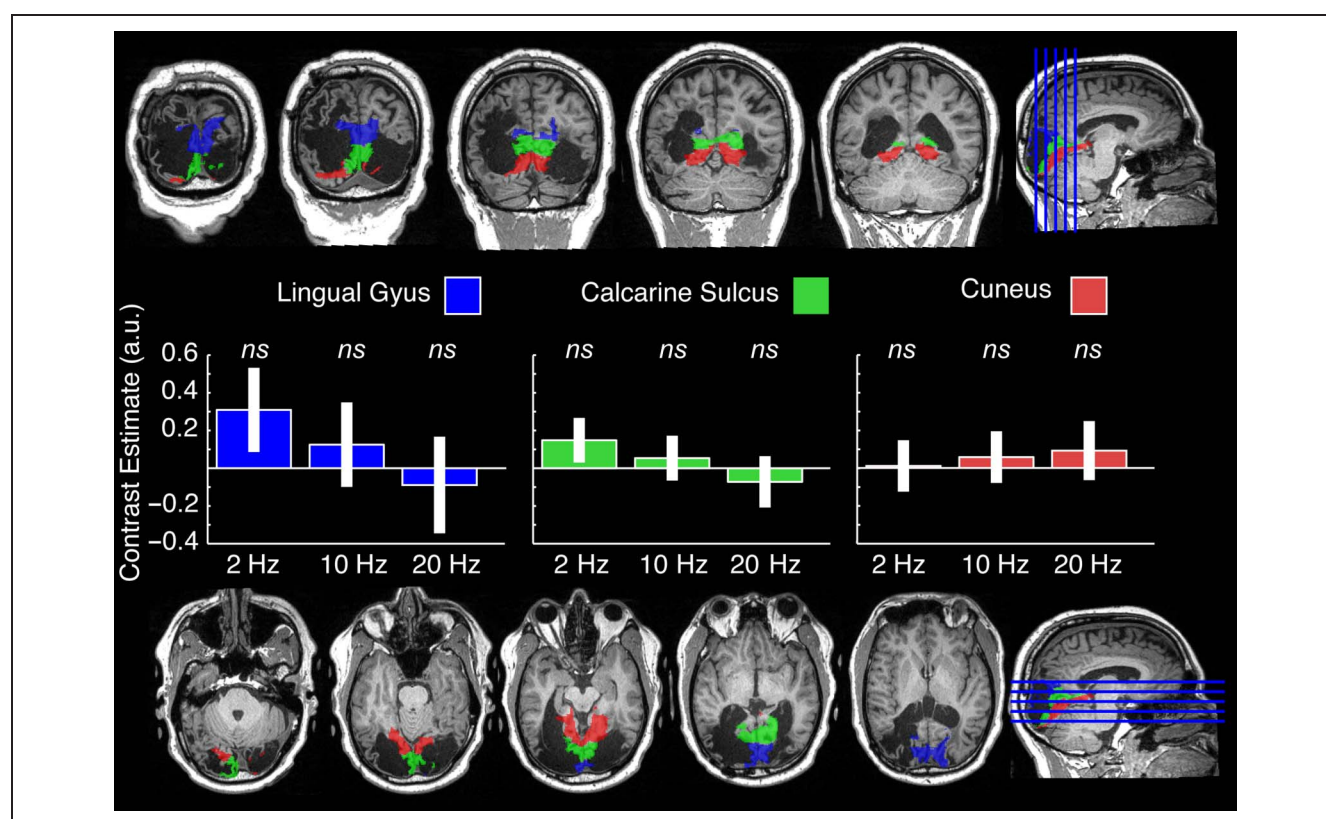 Lingual Gyus
Calcarine Sulcus
Cuneus
Contrast Estimate (a.u.)
0.6
0.4
0.2
−0.2
−0.4
ns ns ns
ns ns ns
ns ns ns
2 Hz 10 Hz 20 Hz
2 Hz 10 Hz 20 Hz
2 Hz 10 Hz 20 Hz